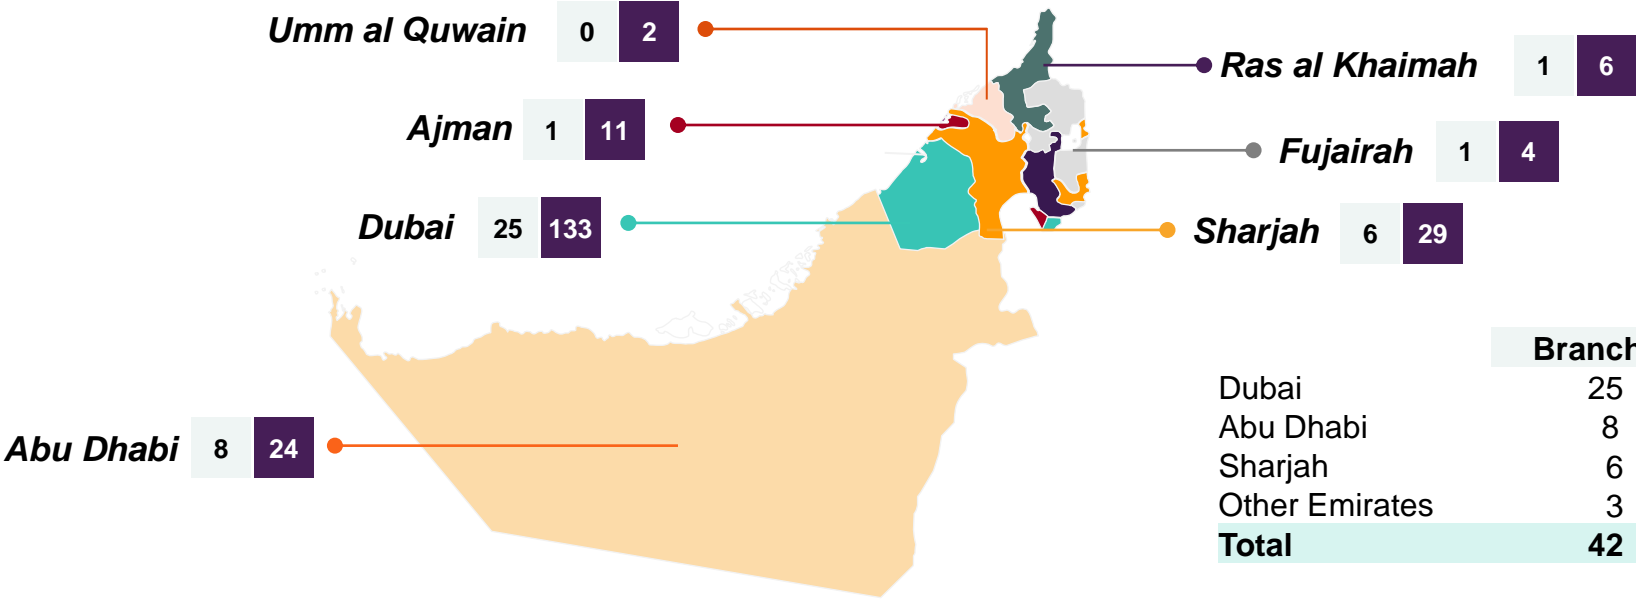 Umm al Quwain 0 2
Ras al Khaimah 1 6
Ajman 1 11
Fujairah 1 4
Dubai 25 133
Sharjah 6 29
Abu Dhabi 8 24
Branch
Dubai 25
Abu Dhabi 8
Sharjah 6
Other Emirates 3
Total 42